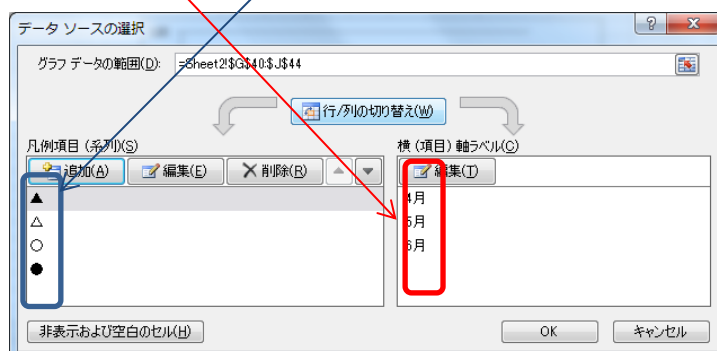 データ ソースの選択
グラフ データの範囲(D): =Sheet2!$G$40:$J$44
行/列の切り替え(W)
凡例項目 (系列)(S)
横 (項目) 軸ラベル(C)
追加(A) 編集(E) 削除(R)
編集(T)
▲
△
○
●
4月
5月
6月
非表示および空白のセル(H)
OK
キャンセル